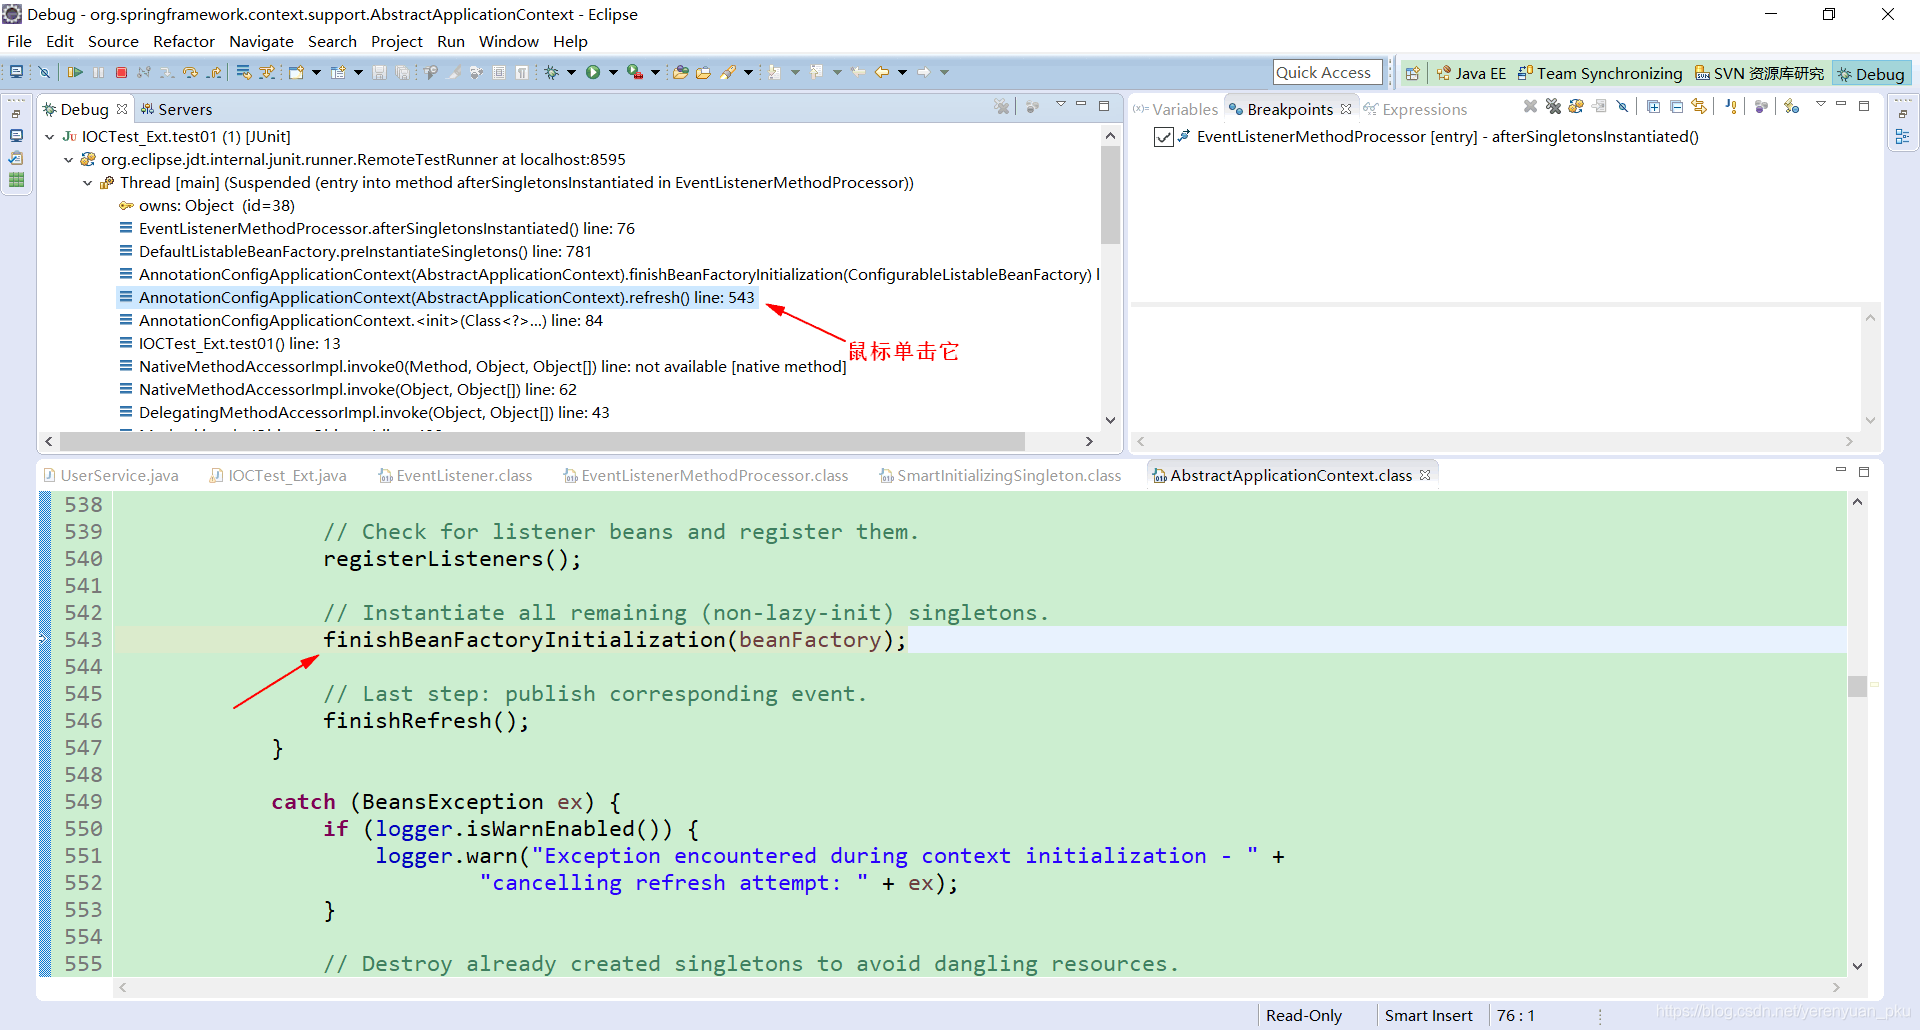 Debug - org.springframework.context.support.AbstractApplicationContext - Eclipse
File Edit Source Refactor Navigate Search Project Run Window Help
Quick Access
Java EE Team Synchronizing SVN 资源库研究 Debug
Debug Servers
IOCTest_Ext.test01 (1) [JUnit]
org.eclipse.jdt.internal.junit.runner.RemoteTestRunner at localhost:8595
Thread [main] (Suspended (entry into method afterSingletonsInstantiated in EventListenerMethodProcessor))
owns: Object (id=38)
EventListenerMethodProcessor.afterSingletonsInstantiated() line: 76
DefaultListableBeanFactory.preInstantiateSingletons() line: 781
AnnotationConfigApplicationContext(AbstractApplicationContext).finishBeanFactoryInitialization(ConfigurableListableBeanFactory) l
AnnotationConfigApplicationContext(AbstractApplicationContext).refresh() line: 543
AnnotationConfigApplicationContext.<init>(Class<?>...) line: 84
IOCTest_Ext.test01() line: 13
鼠标单击它
NativeMethodAccessorImpl.invoke0(Method, Object, Object[]) line: not available [native method]
NativeMethodAccessorImpl.invoke(Object, Object[]) line: 62
DelegatingMethodAccessorImpl.invoke(Object, Object[]) line: 43
(x)= Variables Breakpoints Expressions
EventListenerMethodProcessor [entry] - afterSingletonsInstantiated()
UserService.java IOCTest_Ext.java EventListener.class EventListenerMethodProcessor.class SmartInitializingSingleton.class AbstractApplicationContext.class
538
539 // Check for listener beans and register them.
540 registerListeners();
541
542 // Instantiate all remaining (non-lazy-init) singletons.
543 finishBeanFactoryInitialization(beanFactory);
544
545 // Last step: publish corresponding event.
546 finishRefresh();
547 }
548
549 catch (BeansException ex) {
550 if (logger.isWarnEnabled()) {
551 logger.warn("Exception encountered during context initialization - " +
552 "cancelling refresh attempt: " + ex);
553 }
554
555 // Destroy already created singletons to avoid dangling resources.
Read-Only Smart Insert 76 : 1
https://blog.csdn.net/yerenyuan_pku